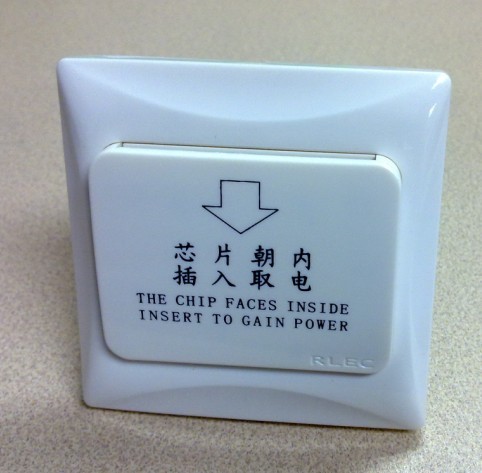 芯片朝内
插入取电
THE CHIP FACES INSIDE
INSERT TO GAIN POWER
RLEC